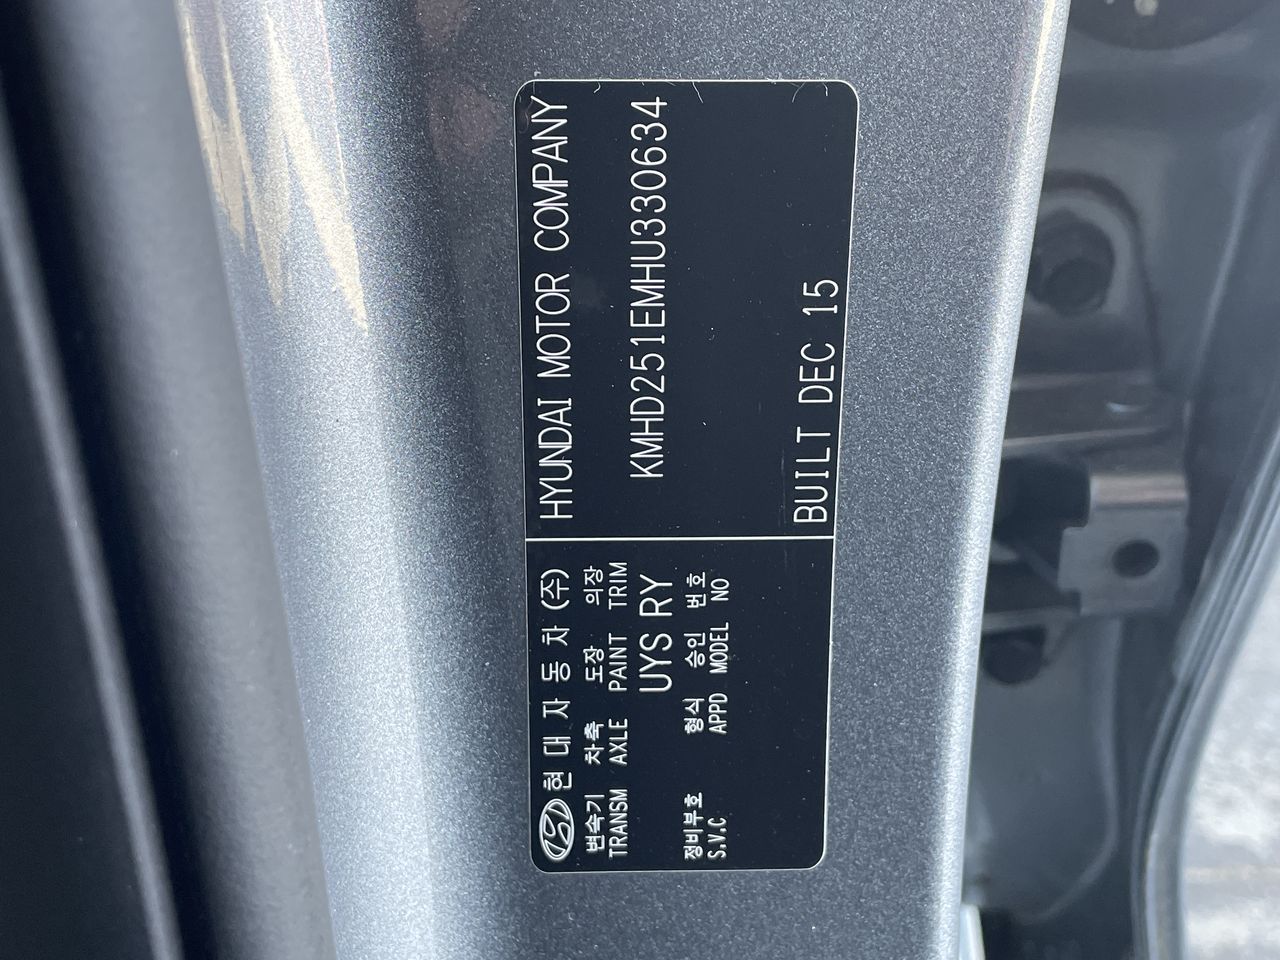 현대자동차(주)
변속기 차축 도장 의장
TRANSM AXLE PAINT TRIM
UYS RY
정비부호 형식 승인 번호
S.V.C APPD MODEL NO
HYUNDAI MOTOR COMPANY
KMHD251EMHU330634
BUILT DEC 15